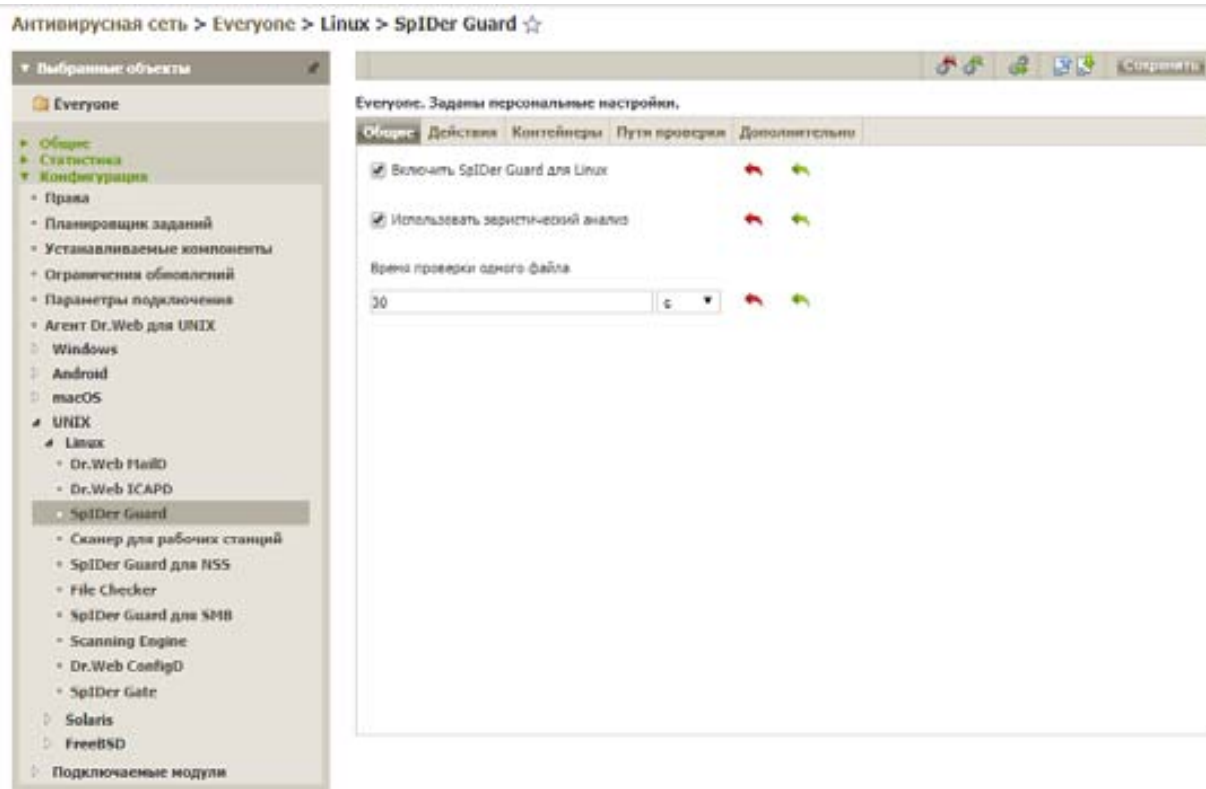 Антивирусная сеть > Everyone > Linux > SpIDer Guard
Выбранные объекты
Everyone
Общие
Статистика
Конфигурация
Права
Планировщик заданий
Устанавливаемые компоненты
Ограничения обновлений
Параметры подключения
Агент Dr.Web для UNIX
Windows
Android
macOS
UNIX
Linux
Dr.Web MailD
Dr.Web ICAPD
SpIDer Guard
Сканер для рабочих станций
SpIDer Guard для NSS
File Checker
SpIDer Guard для SMB
Scanning Engine
Dr.Web ConfigD
SpIDer Gate
Solaris
FreeBSD
Подключаемые модули
Сохранить
Everyone. Заданы персональные настройки.
Общие Действия Контейнеры Пути проверки Дополнительно
Включить SpIDer Guard для Linux
Использовать эвристический анализ
Время проверки одного файла
30 с